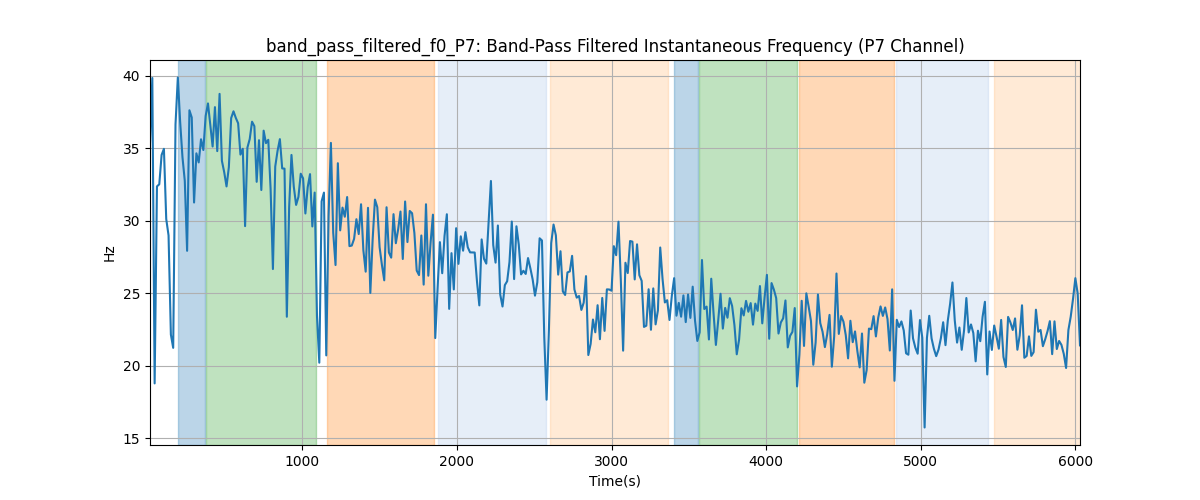 band_pass_filtered_f0_P7: Band-Pass Filtered Instantaneous Frequency (P7 Channel)
40
35
30
25
20
15
Hz
1000 2000 3000 4000 5000 6000
Time(s)